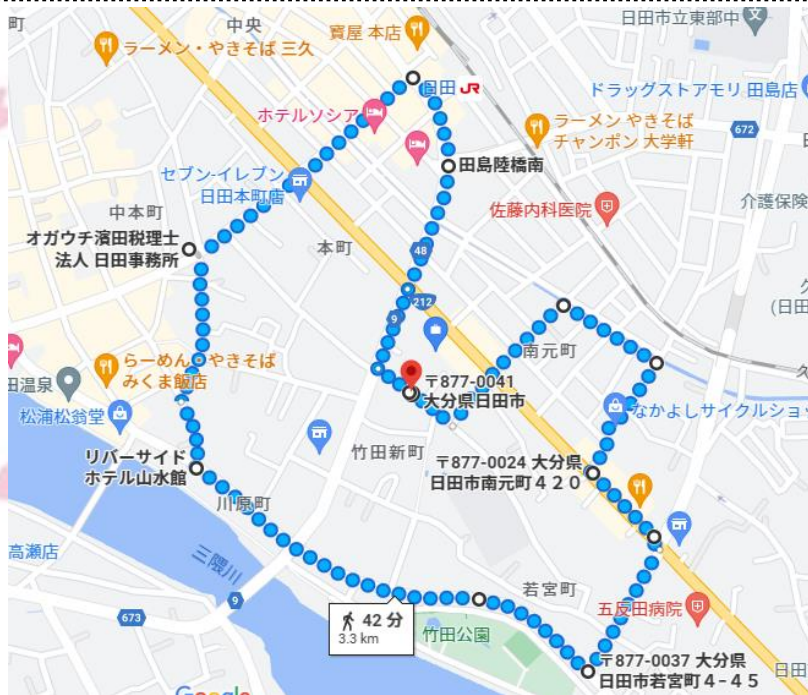 町
中央
寳屋 本店
日田市立東部中
ラーメン・やきそば 三久
日田
ドラッグストアモリ 田島店
ホテルソシア
ラーメン やきそば
チャンポン 大学軒
672
田島陸橋南
セブン-イレブン
日田本町店
佐藤内科医院
介護保険
中本町
オガウチ濱田税理士
法人 日田事務所
本町
48
212
9
(日田
南元町
らーめん・やきそば
みくま飯店
〒877-0041
大分県日田市
田温泉
松浦松翁堂
なかよしサイクルショ
竹田新町
〒877-0024 大分県
日田市南元町４２０
リバーサイド
ホテル山水館
川原町
高瀬店
三隈川
9
若宮町
五反田病院
673
42 分
3.3 km
竹田公園
〒877-0037 大分県
日田市若宮町４−４５
日田
Google